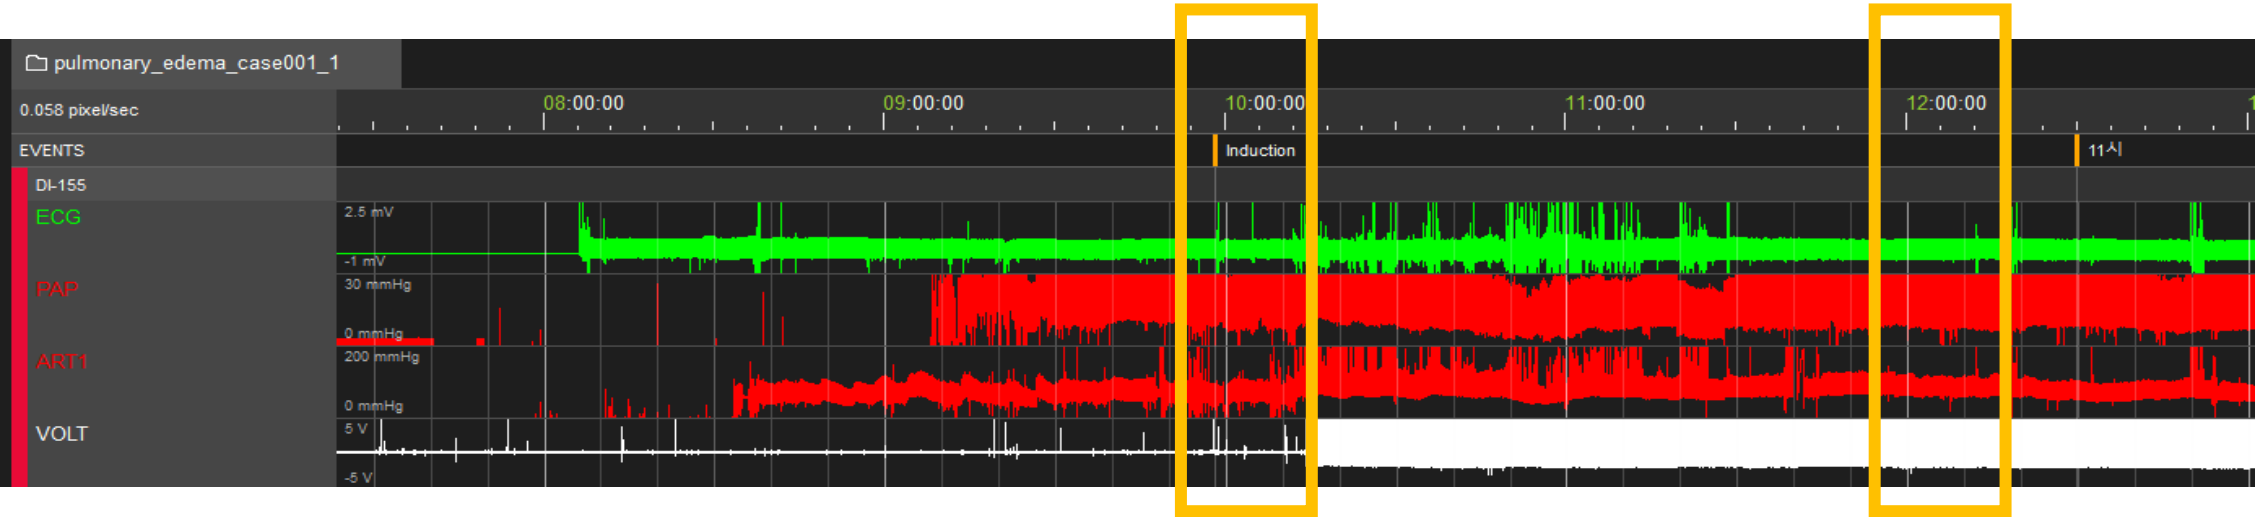 pulmonary_edema_case001_1
0.058 pixel/sec
08:00:00 09:00:00 10:00:00 11:00:00 12:00:00 1
EVENTS
Induction
11시
DI-155
ECG
2.5 mV
-1 mV
PAP
30 mmHg
0 mmHg
ART1
200 mmHg
0 mmHg
VOLT
5 V
-5 V